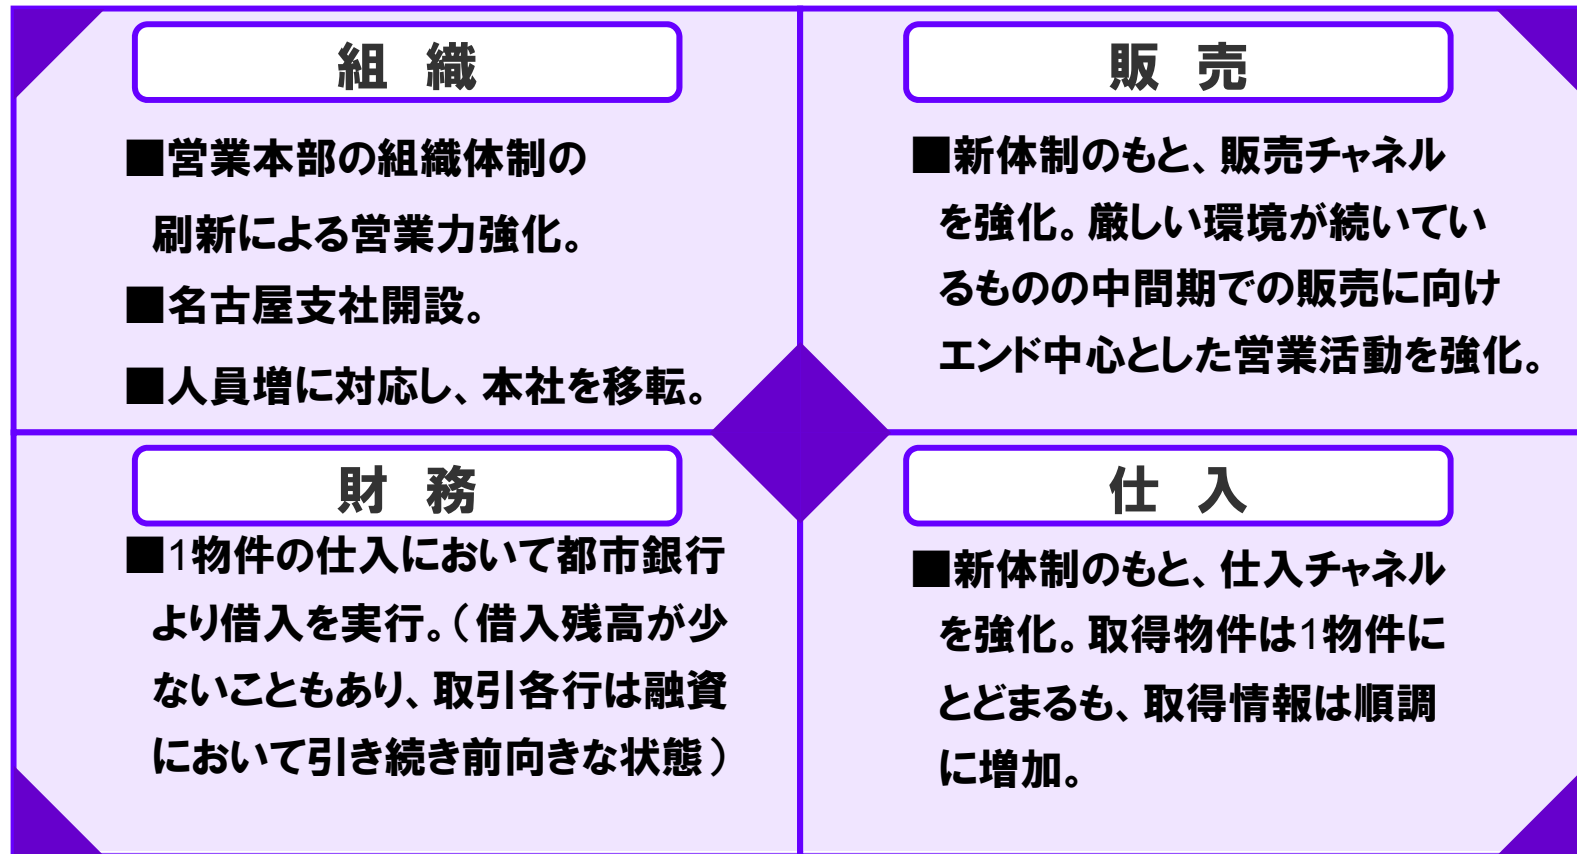 組 織
■営業本部の組織体制の
刷新による営業力強化。
■名古屋支社開設。
■人員増に対応し、本社を移転。
販 売
■新体制のもと、販売チャネル
を強化。厳しい環境が続いてい
るものの中間期での販売に向け
エンド中心とした営業活動を強化。
財 務
■1物件の仕入において都市銀行
より借入を実行。（借入残高が少
ないこともあり、取引各行は融資
において引き続き前向きな状態）
仕 入
■新体制のもと、仕入チャネル
を強化。取得物件は1物件に
とどまるも、取得情報は順調
に増加。